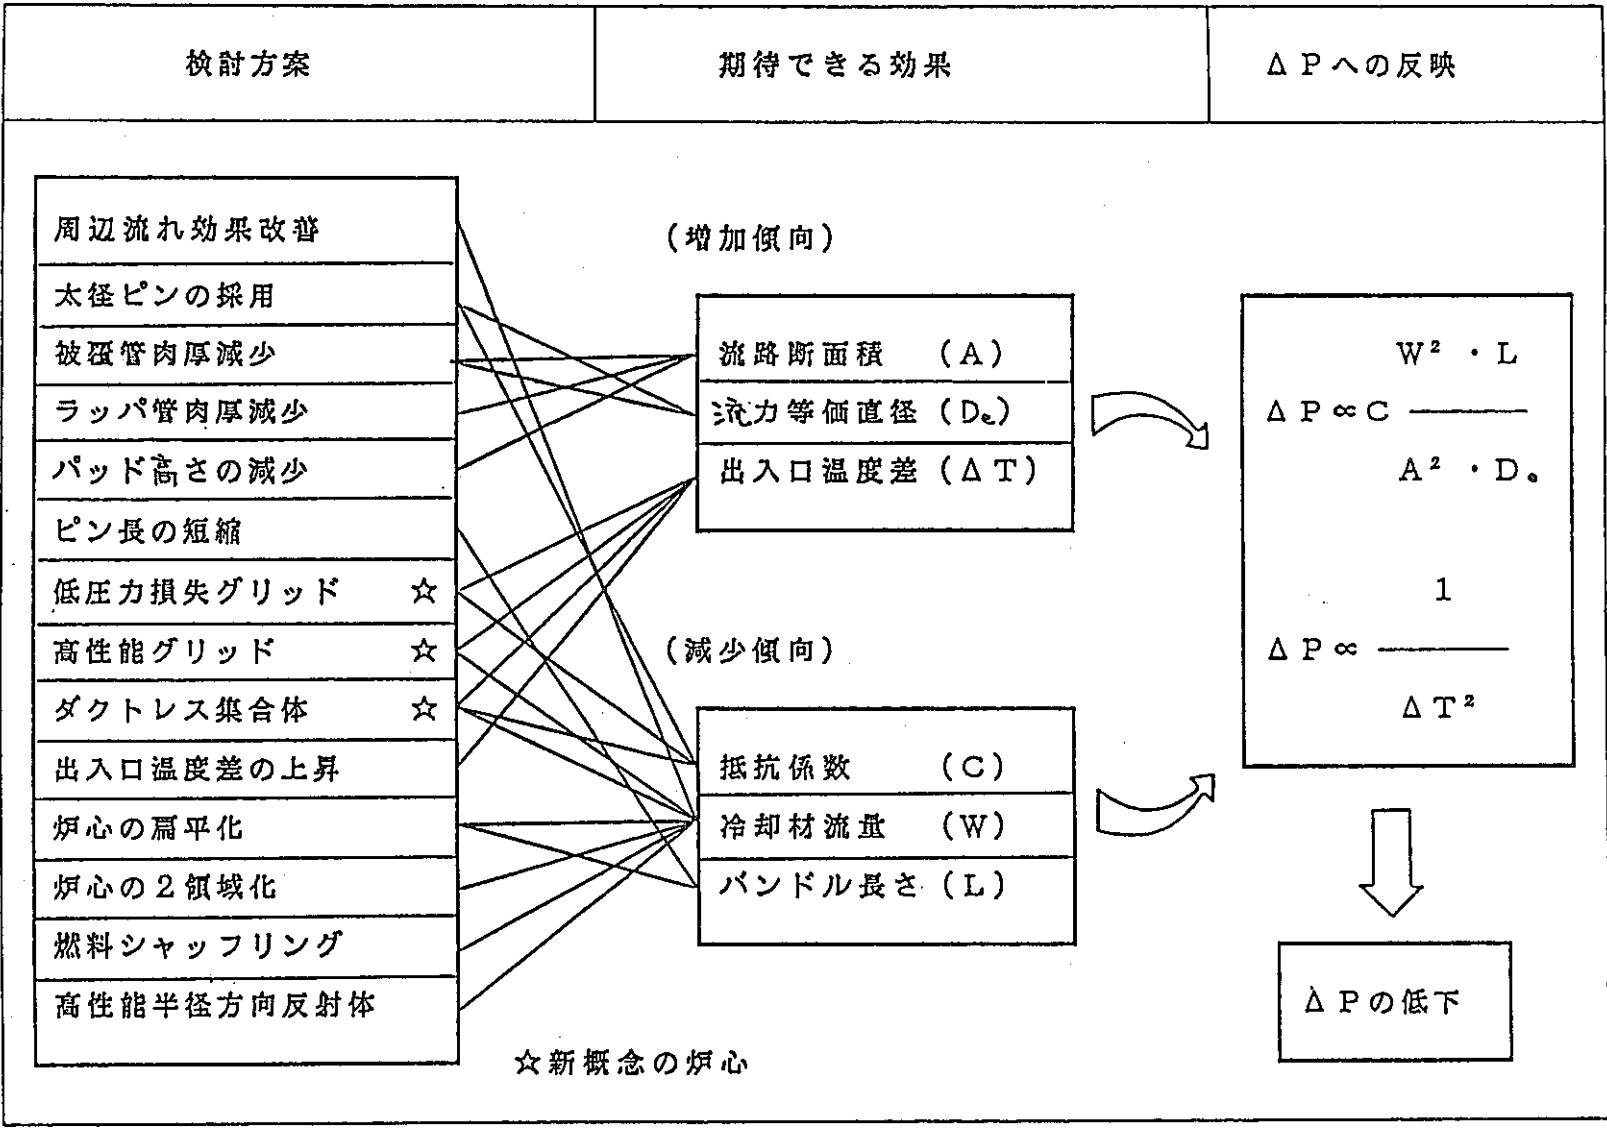 検討方案
期待できる効果
ΔPへの反映
周辺流れ効果改善
太径ピンの採用
被覆管肉厚減少
ラッパ管肉厚減少
パッド高さの減少
ピン長の短縮
低圧力損失グリッド ☆
高性能グリッド ☆
ダクトレス集合体 ☆
出入口温度差の上昇
炉心の扁平化
炉心の2領域化
燃料シャッフリング
高性能半径方向反射体
(増加傾向)
流路断面積 (A)
流力等価直径 (De)
出入口温度差 (ΔT)
(減少傾向)
抵抗係数 (C)
冷却材流量 (W)
バンドル長さ (L)
☆新概念の炉心
W²・L
ΔP∝C
A²・De
1
ΔP∝
ΔT²
ΔPの低下